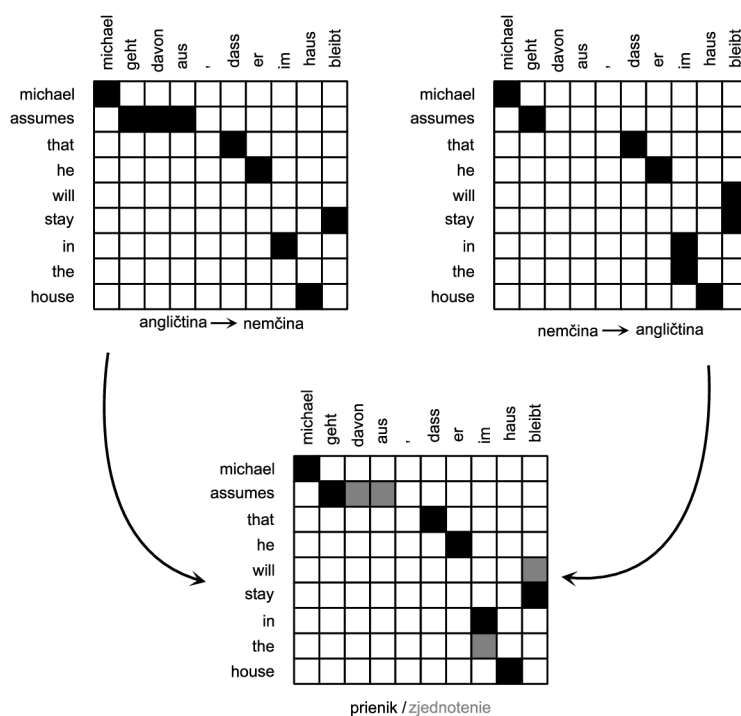 michael geht davon aus , dass er im haus bleibt
michael
assumes
that
he
will
stay
in
the
house
angličtina → nemčina
michael geht davon aus , dass er im haus bleibt
michael
assumes
that
he
will
stay
in
the
house
nemčina → angličtina
michael geht davon aus , dass er im haus bleibt
michael
assumes
that
he
will
stay
in
the
house
prienik / zjednotenie